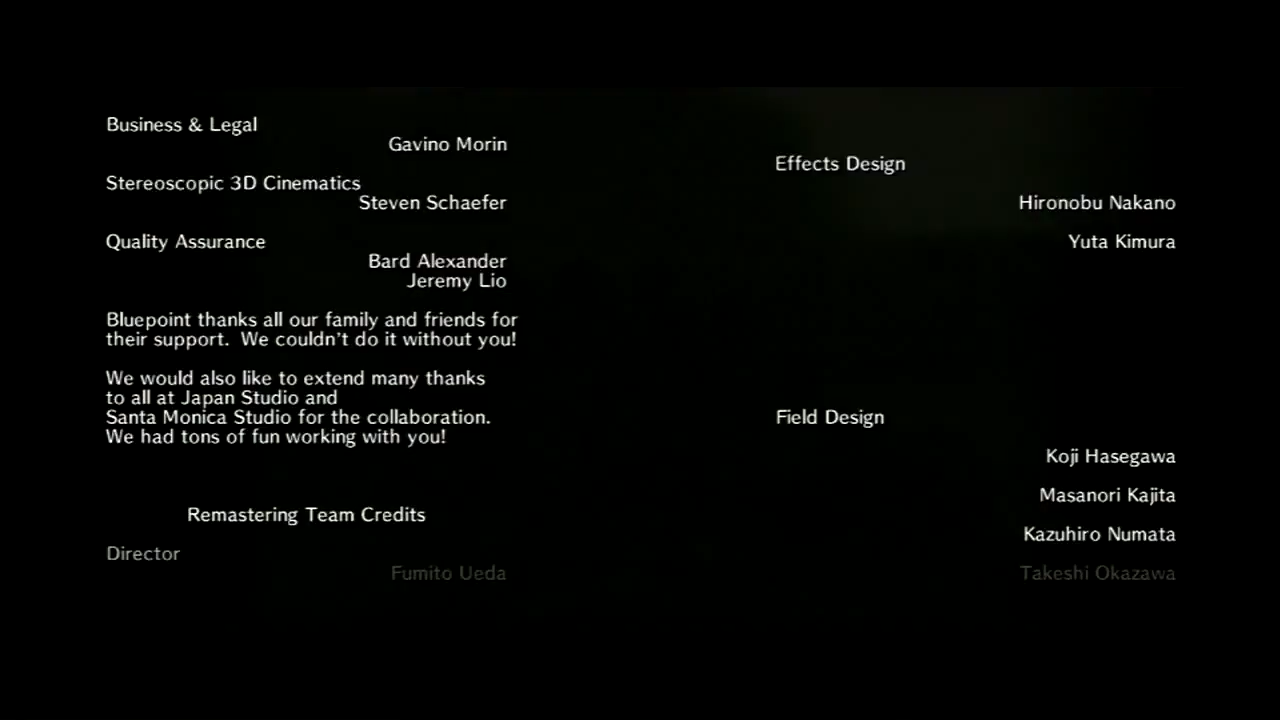 Business & Legal
Gavino Morin
Stereoscopic 3D Cinematics
Steven Schaefer
Quality Assurance
Bard Alexander
Jeremy Lio
Bluepoint thanks all our family and friends for
their support.  We couldn't do it without you!
We would also like to extend many thanks
to all at Japan Studio and
Santa Monica Studio for the collaboration.
We had tons of fun working with you!
Remastering Team Credits
Director
Fumito Ueda
Effects Design
Hironobu Nakano
Yuta Kimura
Field Design
Koji Hasegawa
Masanori Kajita
Kazuhiro Numata
Takeshi Okazawa